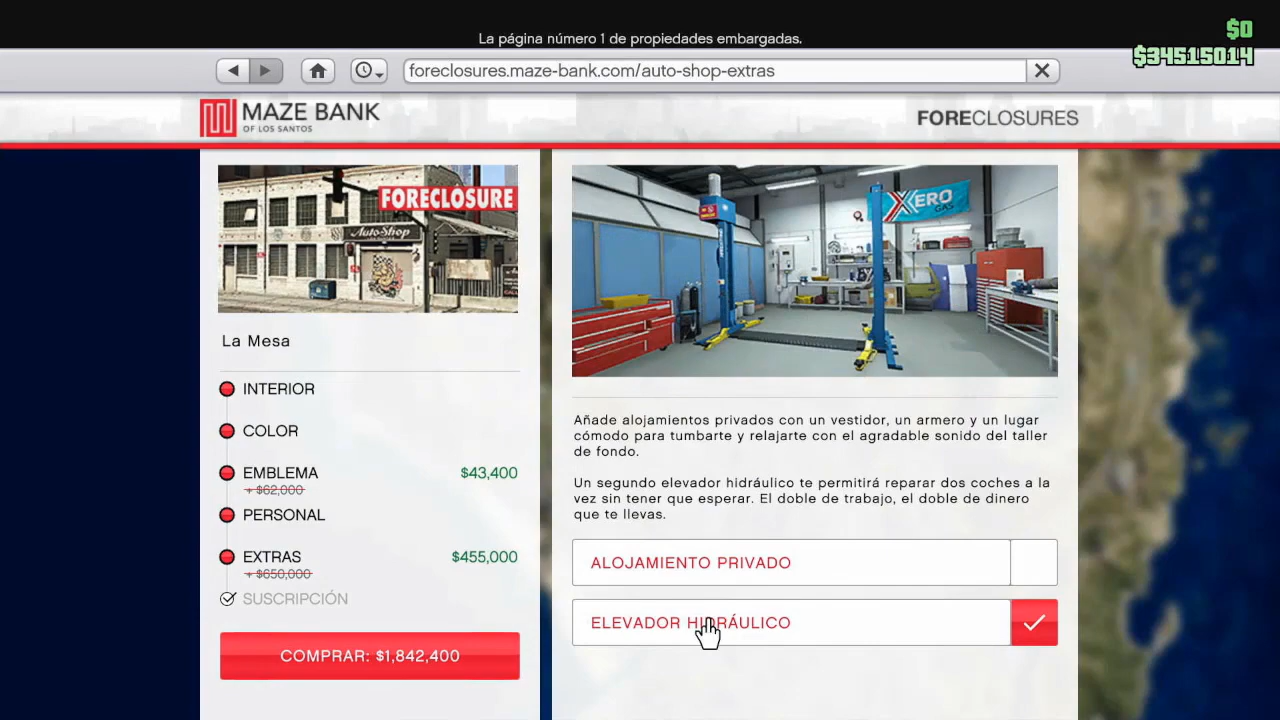 La página número 1 de propiedades embargadas.
$0
$34515014
foreclosures.maze-bank.com/auto-shop-extras
MAZE BANK
OF LOS SANTOS
FORECLOSURES
FORECLOSURE
Auto-Shop
XERO
GAS
La Mesa
INTERIOR
COLOR
EMBLEMA $43,400
+ $62,000
PERSONAL
EXTRAS $455,000
+ $650,000
SUSCRIPCIÓN
COMPRAR: $1,842,400
Añade alojamientos privados con un vestidor, un armero y un lugar
cómodo para tumbarte y relajarte con el agradable sonido del taller
de fondo.
Un segundo elevador hidráulico te permitirá reparar dos coches a la
vez sin tener que esperar. El doble de trabajo, el doble de dinero
que te llevas.
ALOJAMIENTO PRIVADO
ELEVADOR HIDRÁULICO